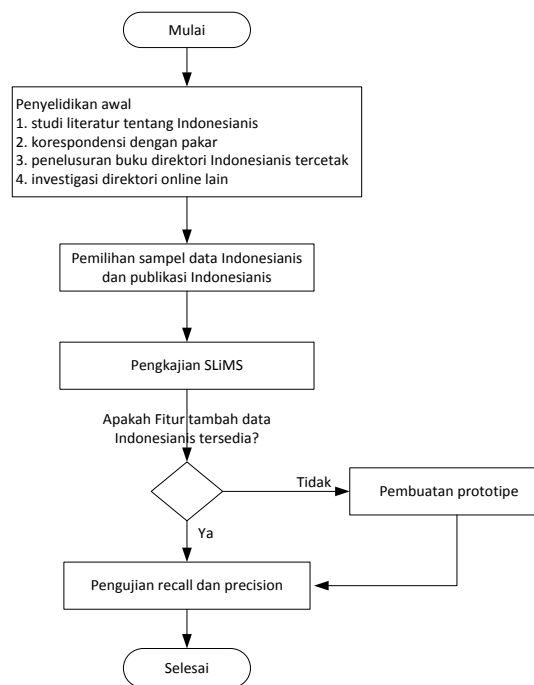 Mulai
Penyelidikan awal
1. studi literatur tentang Indonesianis
2. korespondensi dengan pakar
3. penelusuran buku direktori Indonesianis tercetak
4. investigasi direktori online lain
Pemilihan sampel data Indonesianis
dan publikasi Indonesianis
Pengkajian SLiMS
Apakah Fitur tambah data
Indonesianis tersedia?
Tidak
Pembuatan prototipe
Ya
Pengujian recall dan precision
Selesai